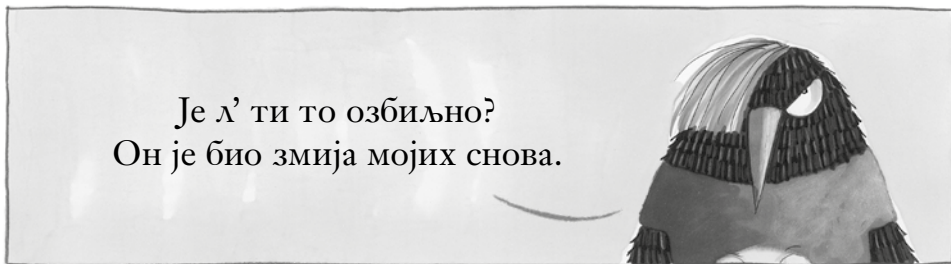 Је л’ ти то озбиљно?
Он је био змија мојих снова.